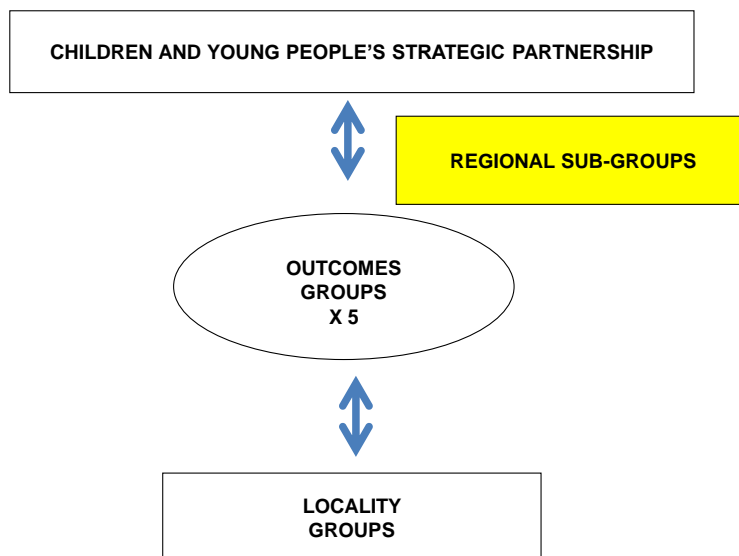 CHILDREN AND YOUNG PEOPLE’S STRATEGIC PARTNERSHIP
REGIONAL SUB-GROUPS
OUTCOMES
GROUPS
X 5
LOCALITY
GROUPS